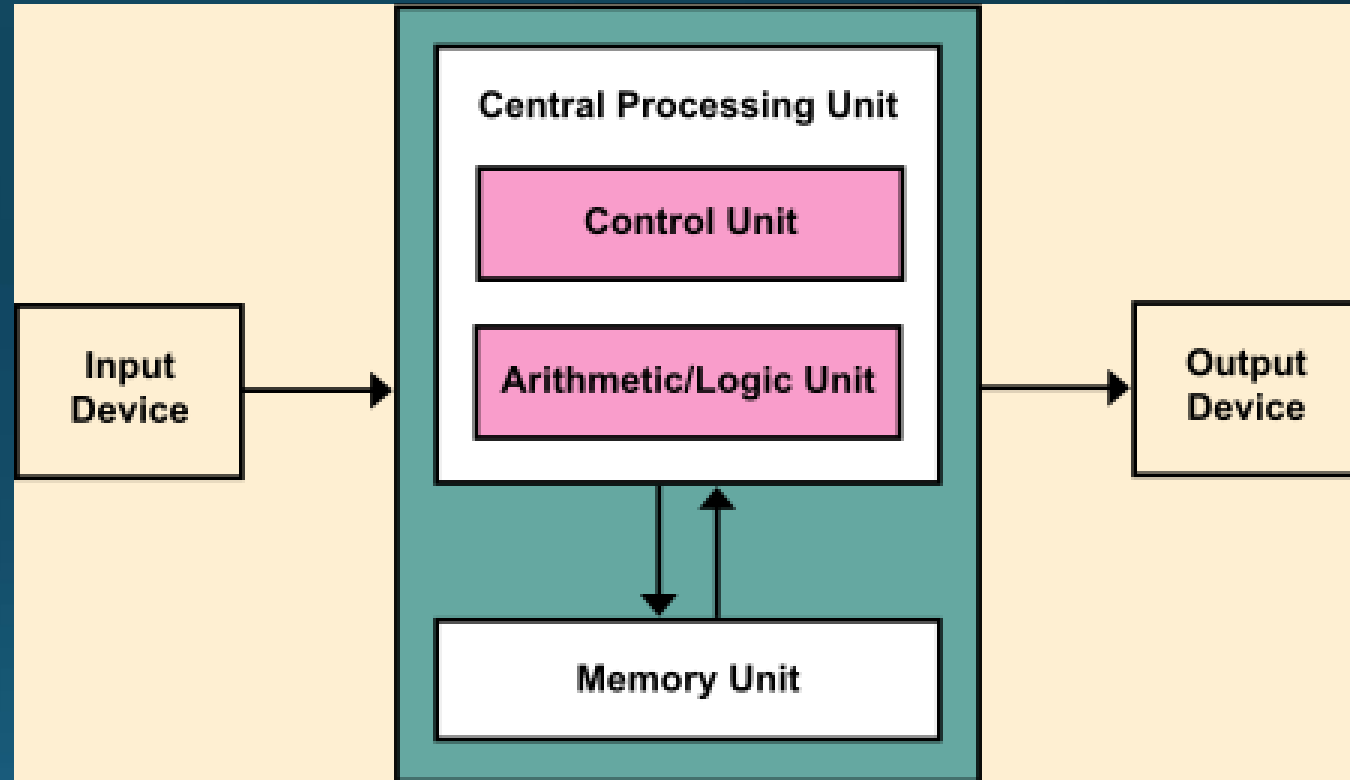 Central Processing Unit
Control Unit
Arithmetic/Logic Unit
Input
Device
Output
Device
Memory Unit